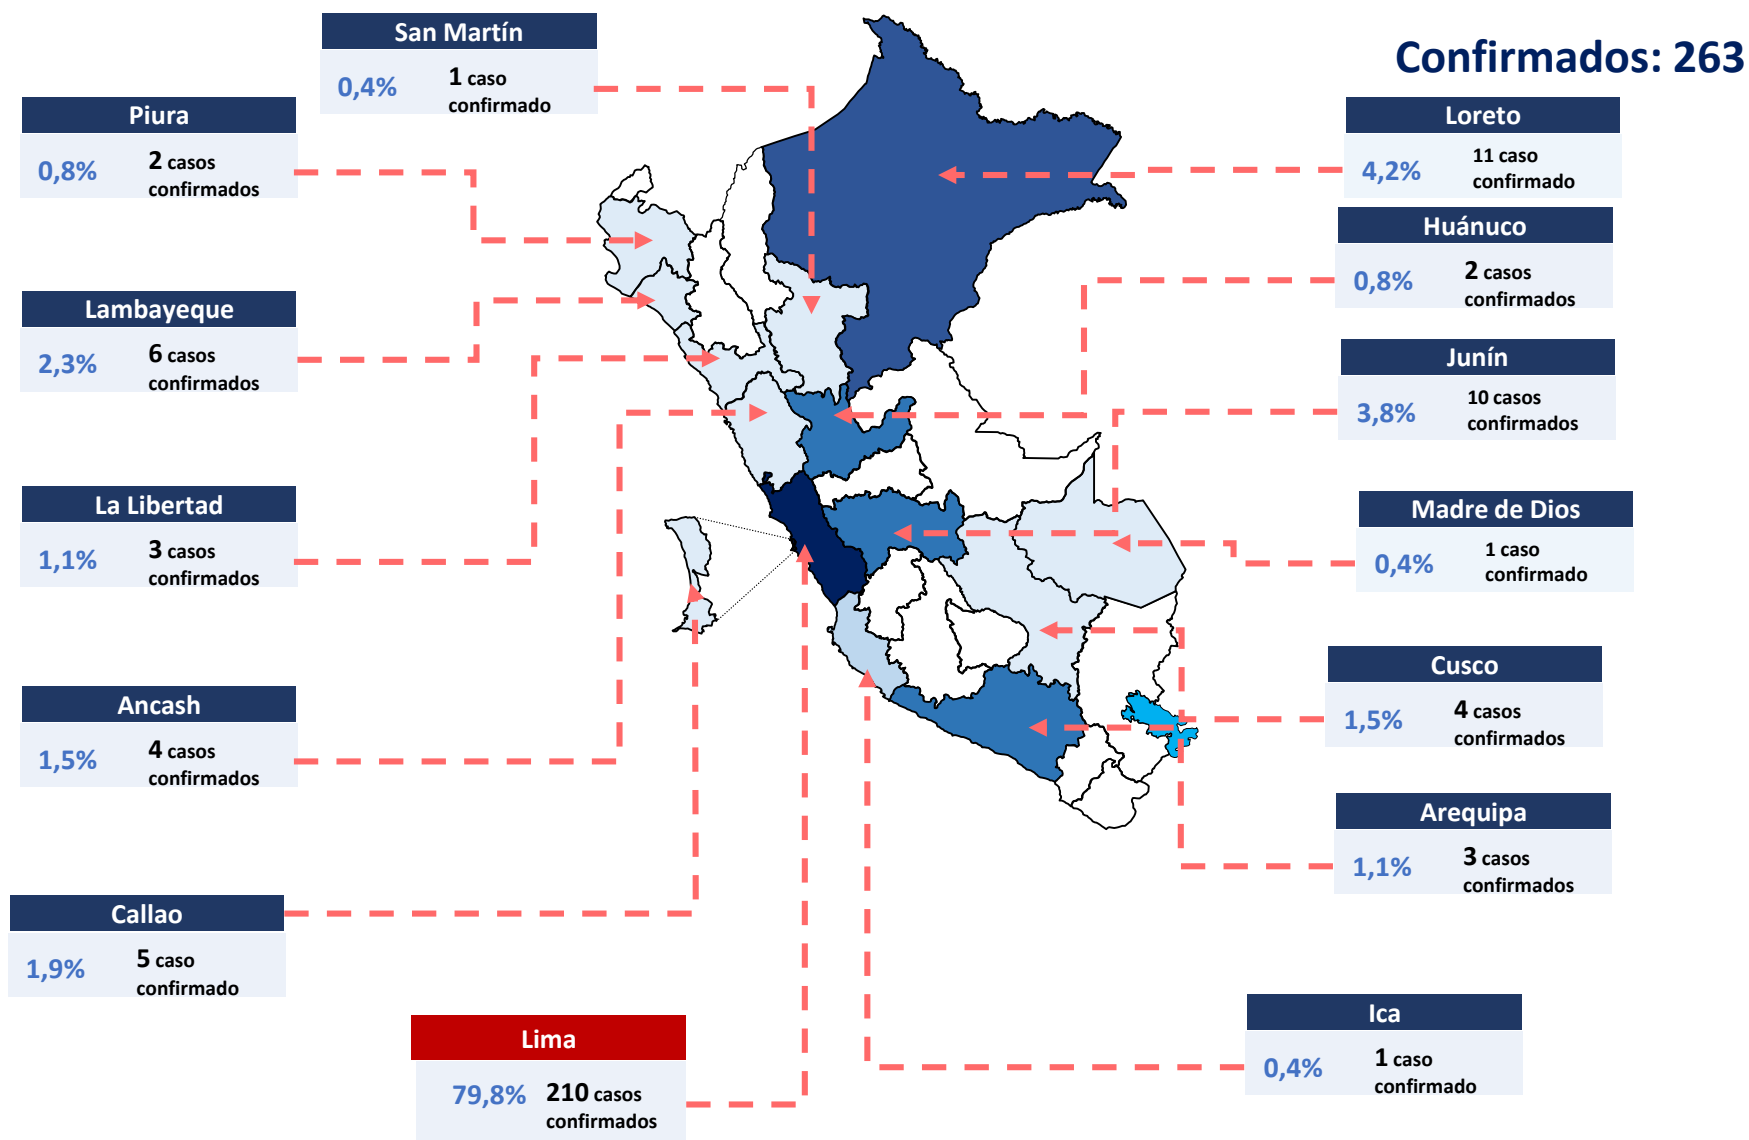 Confirmados: 263
San Martín
0,4%
1 caso
confirmado
Piura
0,8%
2 casos
confirmados
Lambayeque
2,3%
6 casos
confirmados
La Libertad
1,1%
3 casos
confirmados
Ancash
1,5%
4 casos
confirmados
Callao
1,9%
5 caso
confirmado
Lima
79,8%
210 casos
confirmados
Loreto
4,2%
11 caso
confirmado
Huánuco
0,8%
2 casos
confirmados
Junín
3,8%
10 casos
confirmados
Madre de Dios
0,4%
1 caso
confirmado
Cusco
1,5%
4 casos
confirmados
Arequipa
1,1%
3 casos
confirmados
Ica
0,4%
1 caso
confirmado